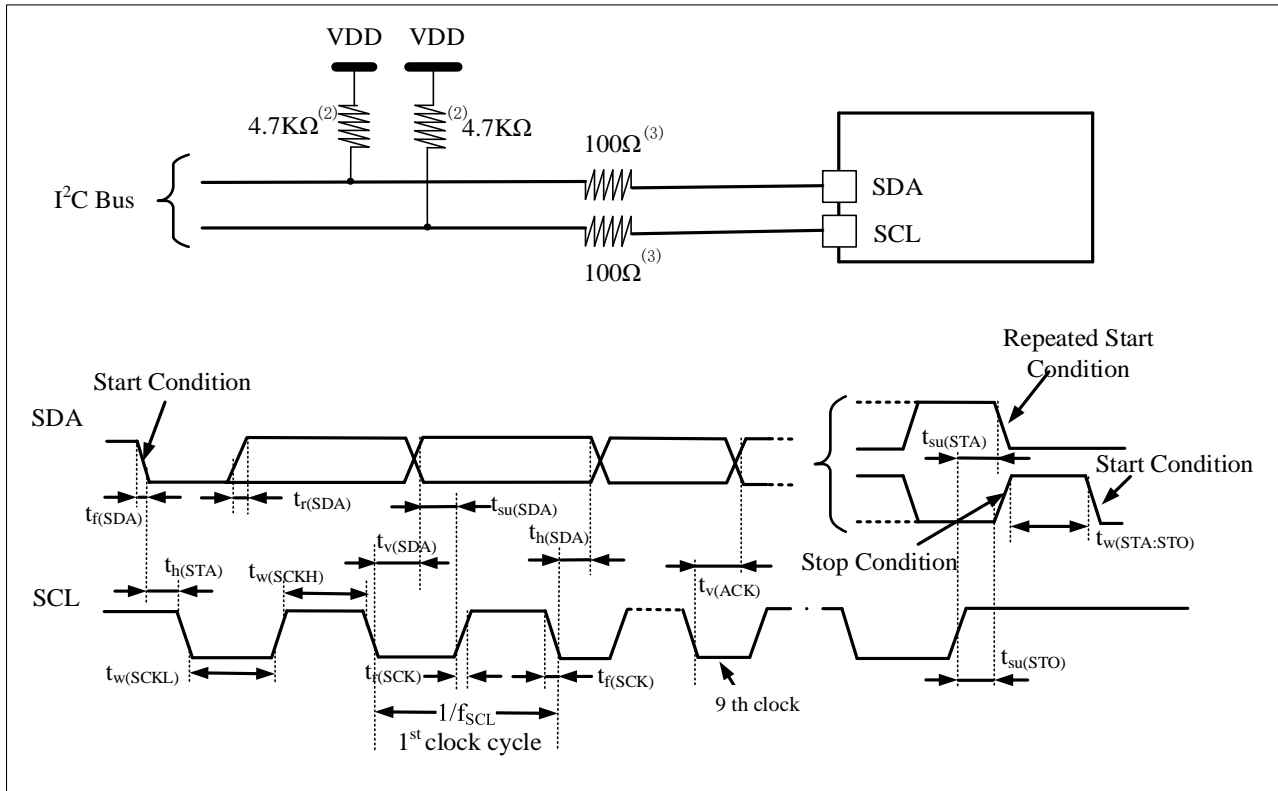 VDD VDD
4.7KΩ(2) (2)4.7KΩ
100Ω(3)
I²C Bus
SDA
SCL
100Ω(3)
Repeated Start
Condition
Start Condition
SDA
tsu(STA)
Start Condition
tf(SDA)
tr(SDA)
tsu(SDA)
tv(SDA)
th(SDA)
tw(STA:STO)
Stop Condition
th(STA)
tw(SCKH)
tv(ACK)
SCL
tw(SCKL)
tr(SCK)
tf(SCK)
tsu(STO)
9 th clock
1/fSCL
1st clock cycle